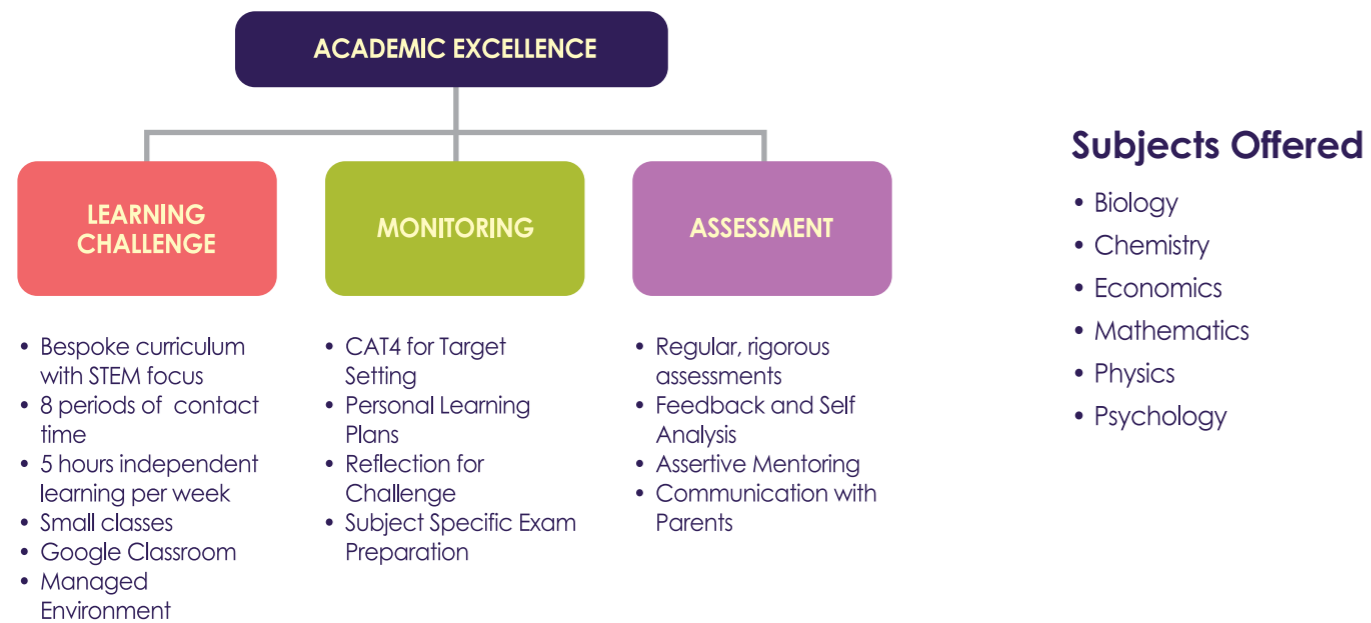 ACADEMIC EXCELLENCE
LEARNING
CHALLENGE
• Bespoke curriculum
with STEM focus
• 8 periods of contact
time
• 5 hours independent
learning per week
• Small classes
• Google Classroom
• Managed
Environment
MONITORING
• CAT4 for Target
Setting
• Personal Learning
Plans
• Reflection for
Challenge
• Subject Specific Exam
Preparation
ASSESSMENT
• Regular, rigorous
assessments
• Feedback and Self
Analysis
• Assertive Mentoring
• Communication with
Parents
Subjects Offered
• Biology
• Chemistry
• Economics
• Mathematics
• Physics
• Psychology